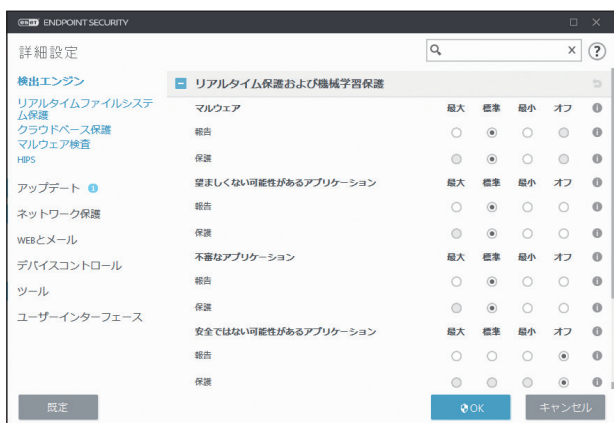 eset ENDPOINT SECURITY
詳細設定
検出エンジン
リアルタイムファイルシステ
ム保護
クラウドベース保護
マルウェア検査
HIPS
アップデート
ネットワーク保護
WEBとメール
デバイスコントロール
ツール
ユーザーインターフェース
リアルタイム保護および機械学習保護
マルウェア 最大 標準 最小 オフ
報告
保護
望ましくない可能性があるアプリケーション 最大 標準 最小 オフ
報告
保護
不審なアプリケーション 最大 標準 最小 オフ
報告
保護
安全ではない可能性があるアプリケーション 最大 標準 最小 オフ
報告
保護
既定 OK キャンセル